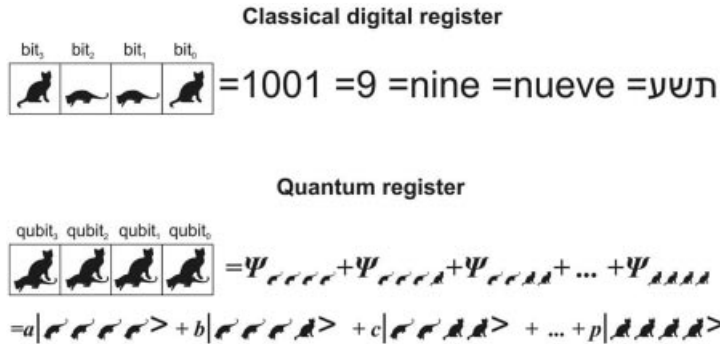 Classical digital register
bit₃ bit₂ bit₁ bit₀
=1001 =9 =nine =nueve =תשע
Quantum register
qubit₃ qubit₂ qubit₁ qubit₀
=Ψ +Ψ +Ψ + ... + Ψ
=a| > + b| > + c| > + ... + p| >